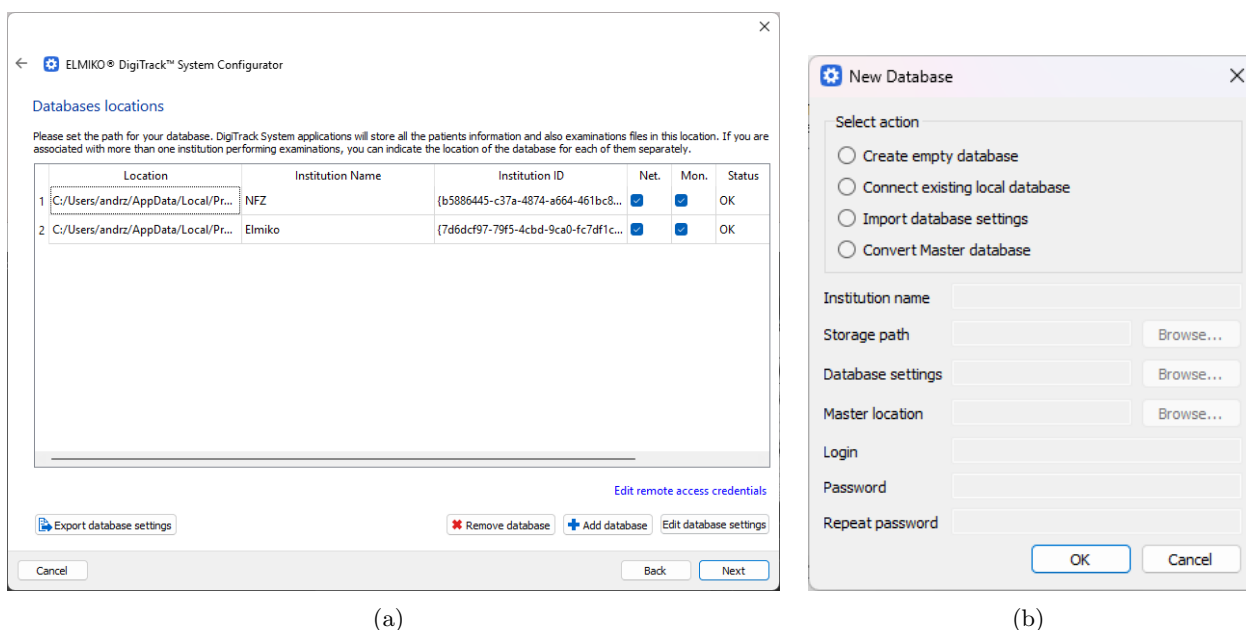 ELMIKO® DigiTrack™ System Configurator
Databases locations
Please set the path for your database. DigiTrack System applications will store all the patients information and also examinations files in this location. If you are
associated with more than one institution performing examinations, you can indicate the location of the database for each of them separately.
Location Institution Name Institution ID Net. Mon. Status
1 C:/Users/andrz/AppData/Local/Pr... NFZ {b5886445-c37a-4874-a664-461bc8... OK
2 C:/Users/andrz/AppData/Local/Pr... Elmiko {7d6dcf97-79f5-4cbd-9ca0-fc7df1c... OK
Edit remote access credentials
Export database settings Remove database Add database Edit database settings
Cancel Back Next
(a)
New Database
Select action
Create empty database
Connect existing local database
Import database settings
Convert Master database
Institution name
Storage path Browse...
Database settings Browse...
Master location Browse...
Login
Password
Repeat password
OK Cancel
(b)